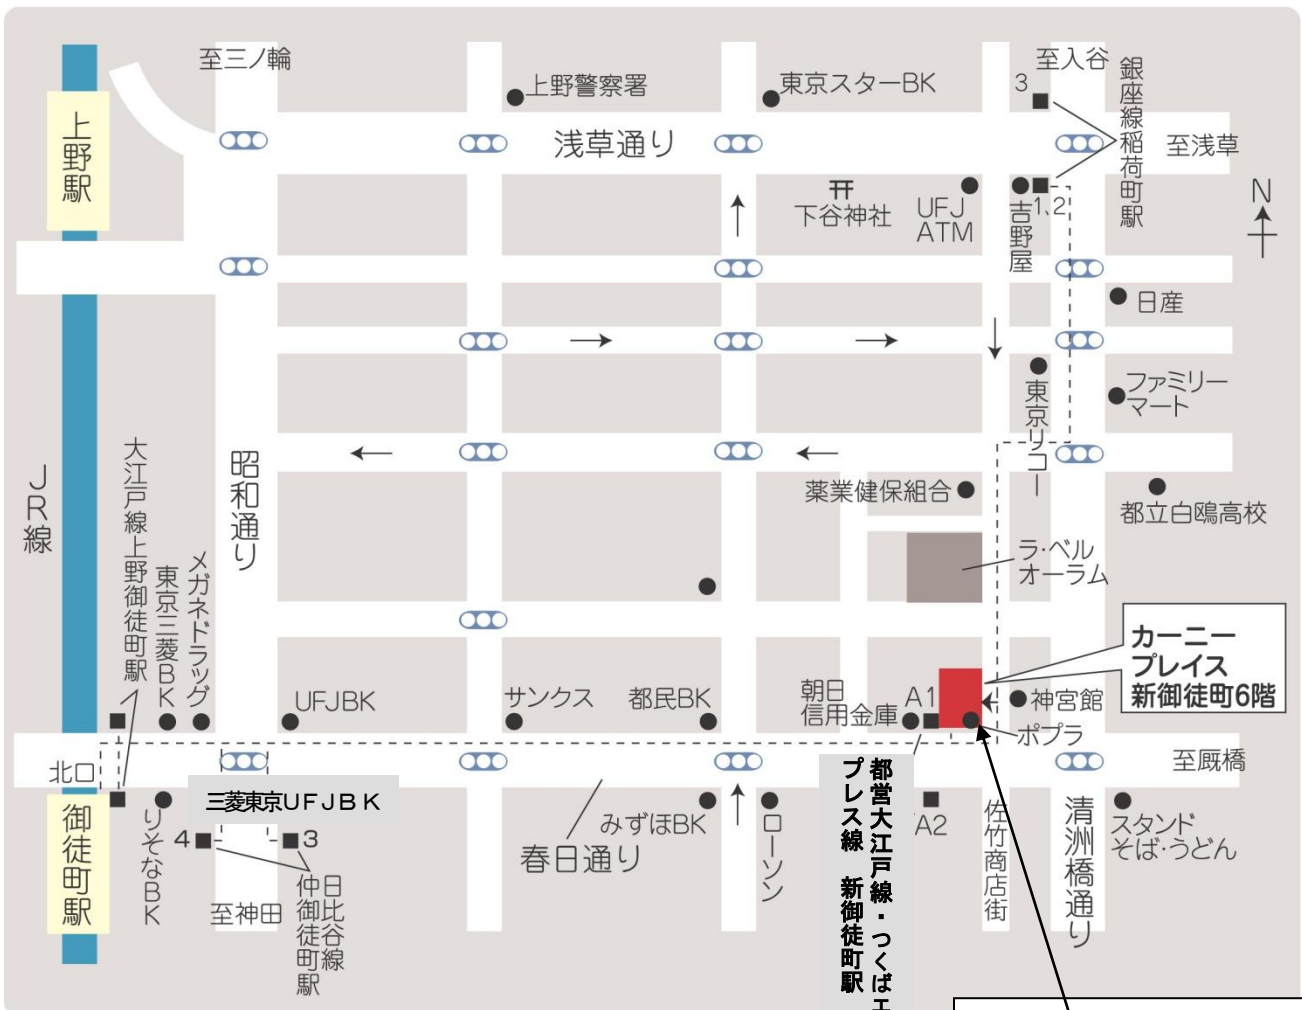 至三ノ輪
上野警察署
東京スターBK
至入谷
3
銀座線稲荷町駅
上野駅
浅草通り
至浅草
N
下谷神社
UFJ
ATM
吉野屋
1、2
日産
東京リコー
ファミリー
マート
JR線
大江戸線上野御徒町駅
東京三菱BK
メガネドラッグ
昭和通り
薬業健保組合
都立白鴎高校
ラ・ベル
オーラム
カーニー
プレイス
新御徒町6階
UFJBK
サンクス
都民BK
朝日
信用金庫
A1
神宮館
ポプラ
北口
至厩橋
三菱東京UFJBK
都営大江戸線・つくばエ
プレス線 新御徒町駅
御徒町駅
りそなBK
4
3
日比谷線
仲御徒町駅
至神田
春日通り
みずほBK
ローソン
A2
佐竹商店街
清洲橋通り
スタンド
そば・うどん